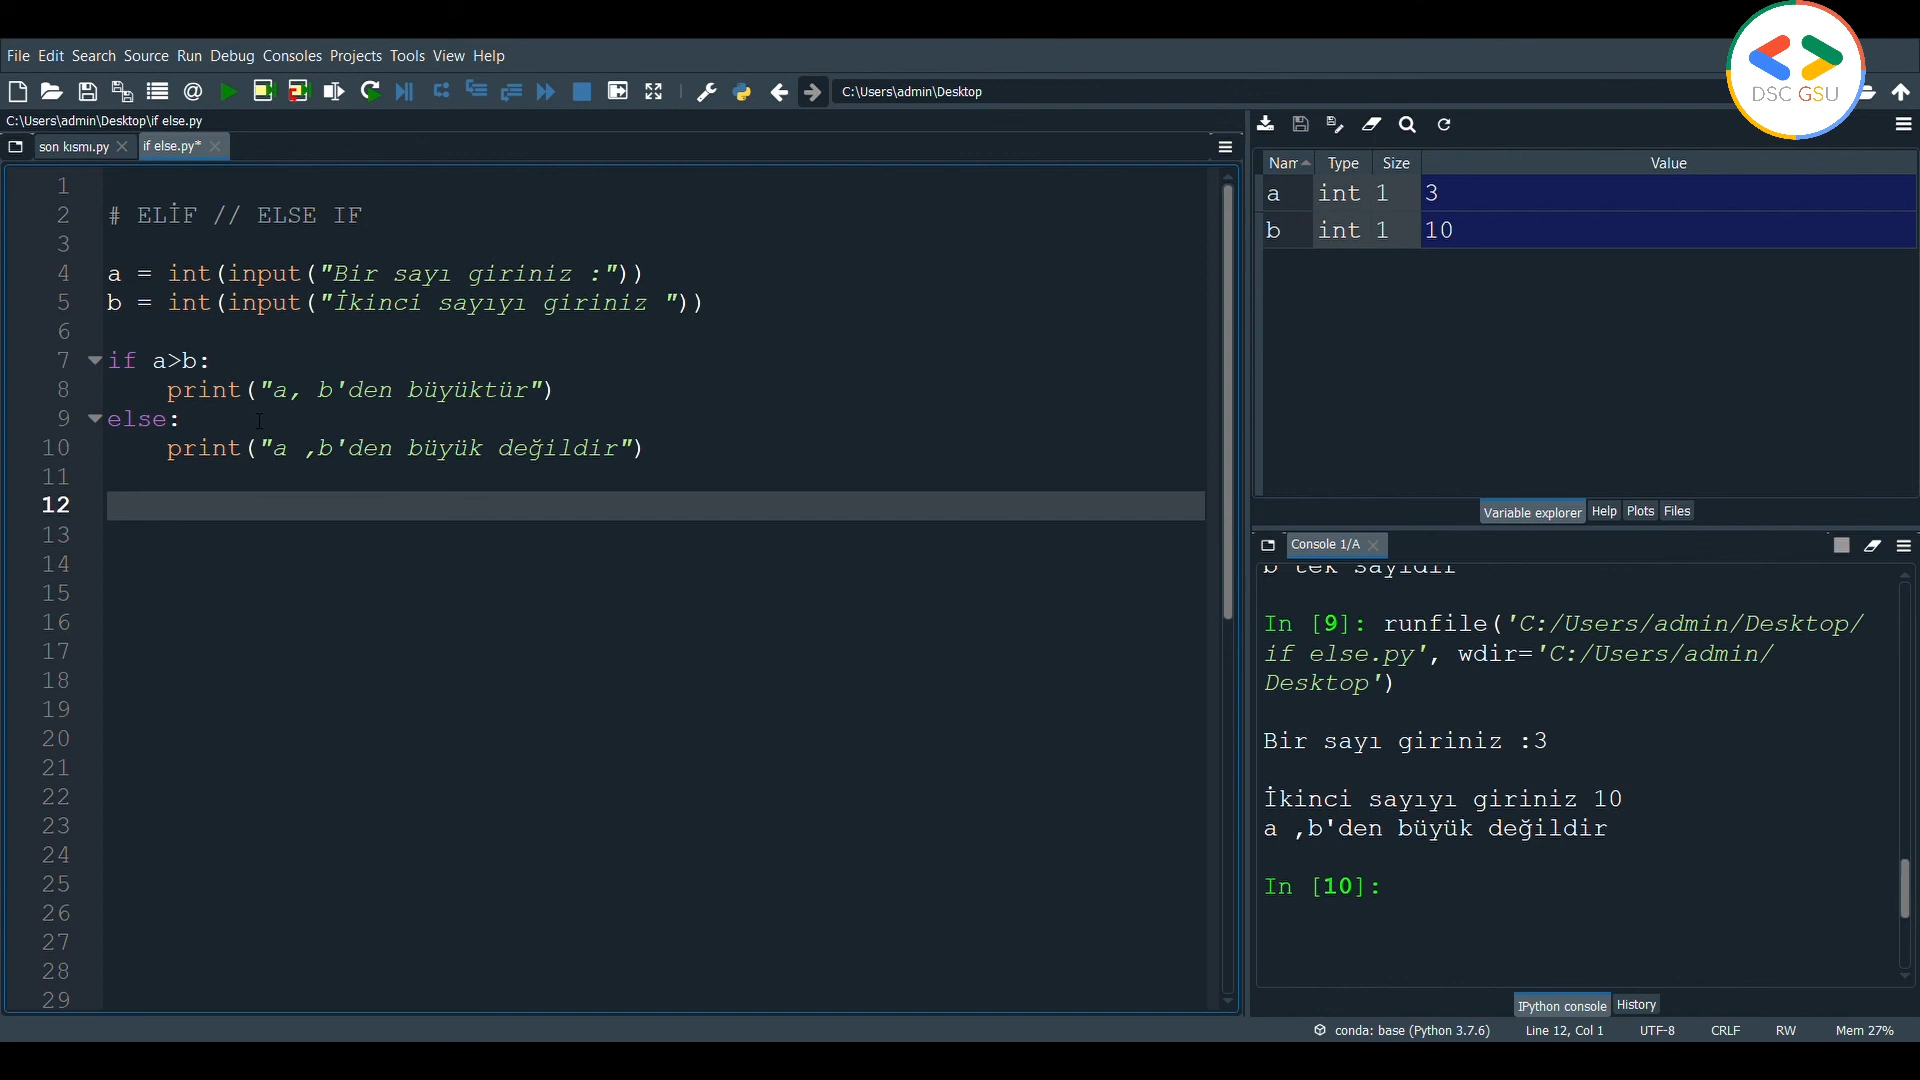 DSC GSU
File Edit Search Source Run Debug Consoles Projects Tools View Help
C:\Users\admin\Desktop
C:\Users\admin\Desktop\if else.py
son kısmı.py
if else.py*
1
2 # ELİF // ELSE IF
3
4 a = int(input("Bir sayı giriniz :"))
5 b = int(input("İkinci sayıyı giriniz "))
6
7 if a>b:
8 print("a, b'den büyüktür")
9 else:
10 print("a ,b'den büyük değildir")
11
12
13
14
15
16
17
18
19
20
21
22
23
24
25
26
27
28
29
Nar Type Size Value
a int 1 3
b int 1 10
Variable explorer Help Plots Files
Console 1/A
b tek sayıdır
In [9]: runfile('C:/Users/admin/Desktop/
if else.py', wdir='C:/Users/admin/
Desktop')
Bir sayı giriniz :3
İkinci sayıyı giriniz 10
a ,b'den büyük değildir
In [10]:
IPython console History
conda: base (Python 3.7.6) Line 12, Col 1 UTF-8 CRLF RW Mem 27%